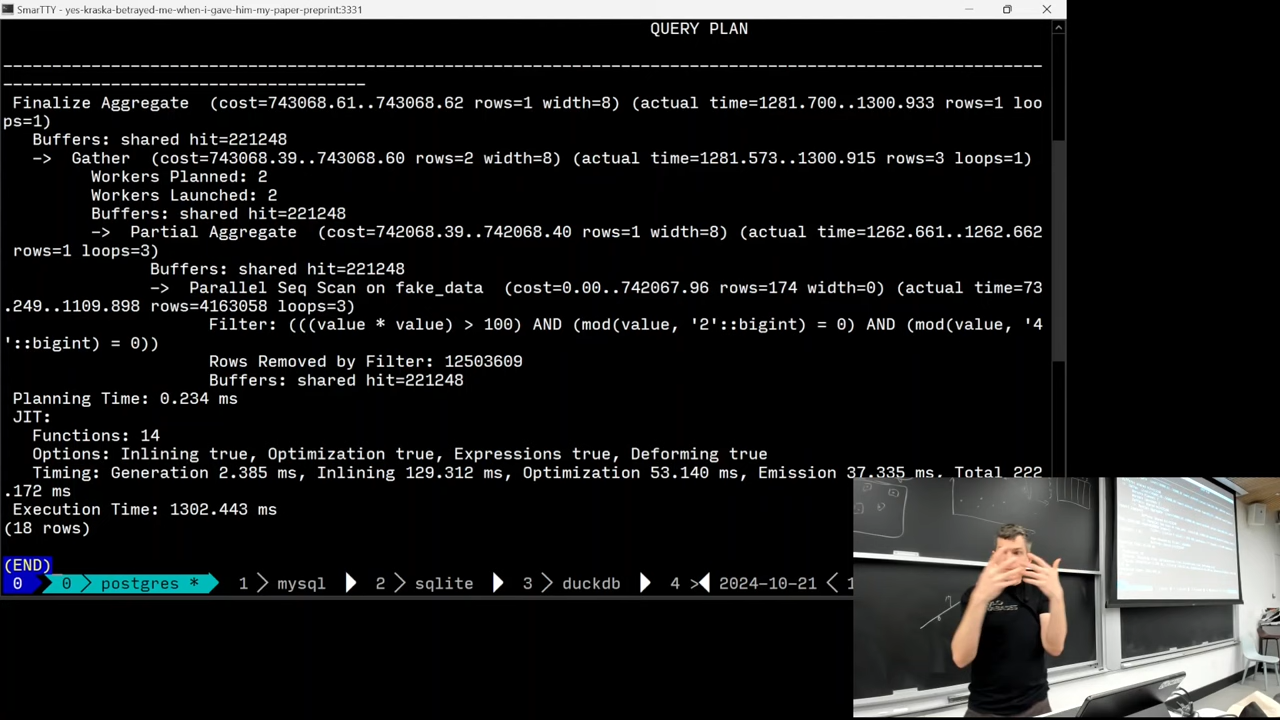 SmarTTY - yes-kraska-betrayed-me-when-i-gave-him-my-paper-preprint:3331
QUERY PLAN
------------------------------------------------------------------------------------------------------------
-------------------------------------
Finalize Aggregate  (cost=743068.61..743068.62 rows=1 width=8) (actual time=1281.700..1300.933 rows=1 loo
ps=1)
Buffers: shared hit=221248
->  Gather  (cost=743068.39..743068.60 rows=2 width=8) (actual time=1281.573..1300.915 rows=3 loops=1)
Workers Planned: 2
Workers Launched: 2
Buffers: shared hit=221248
->  Partial Aggregate  (cost=742068.39..742068.40 rows=1 width=8) (actual time=1262.661..1262.662
rows=1 loops=3)
Buffers: shared hit=221248
->  Parallel Seq Scan on fake_data  (cost=0.00..742067.96 rows=174 width=0) (actual time=73
.249..1109.898 rows=4163058 loops=3)
Filter: (((value * value) > 100) AND (mod(value, '2'::bigint) = 0) AND (mod(value, '4
'::bigint) = 0))
Rows Removed by Filter: 12503609
Buffers: shared hit=221248
Planning Time: 0.234 ms
JIT:
Functions: 14
Options: Inlining true, Optimization true, Expressions true, Deforming true
Timing: Generation 2.385 ms, Inlining 129.312 ms, Optimization 53.140 ms, Emission 37.335 ms, Total 222
.172 ms
Execution Time: 1302.443 ms
(18 rows)
(END)
0 0 postgres * 1 mysql 2 sqlite 3 duckdb 4 > 2024-10-21 1